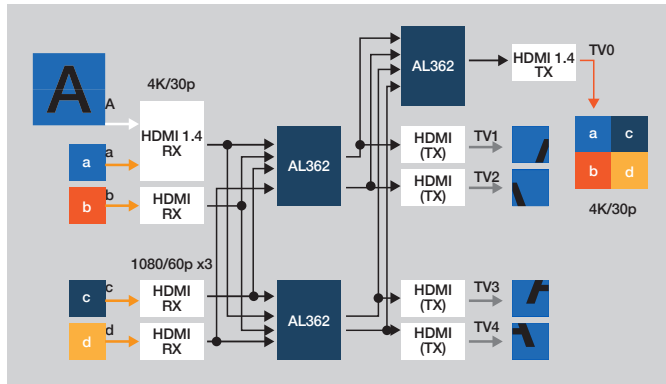 A
A
4K/30p
HDMI 1.4
RX
a
a
b
b
HDMI
RX
AL362
AL362
HDMI 1.4
TX
TV0
HDMI
(TX)
TV1
HDMI
(TX)
TV2
a
c
b
d
4K/30p
1080/60p x3
c
c
HDMI
RX
d
d
HDMI
RX
AL362
HDMI
(TX)
TV3
HDMI
(TX)
TV4